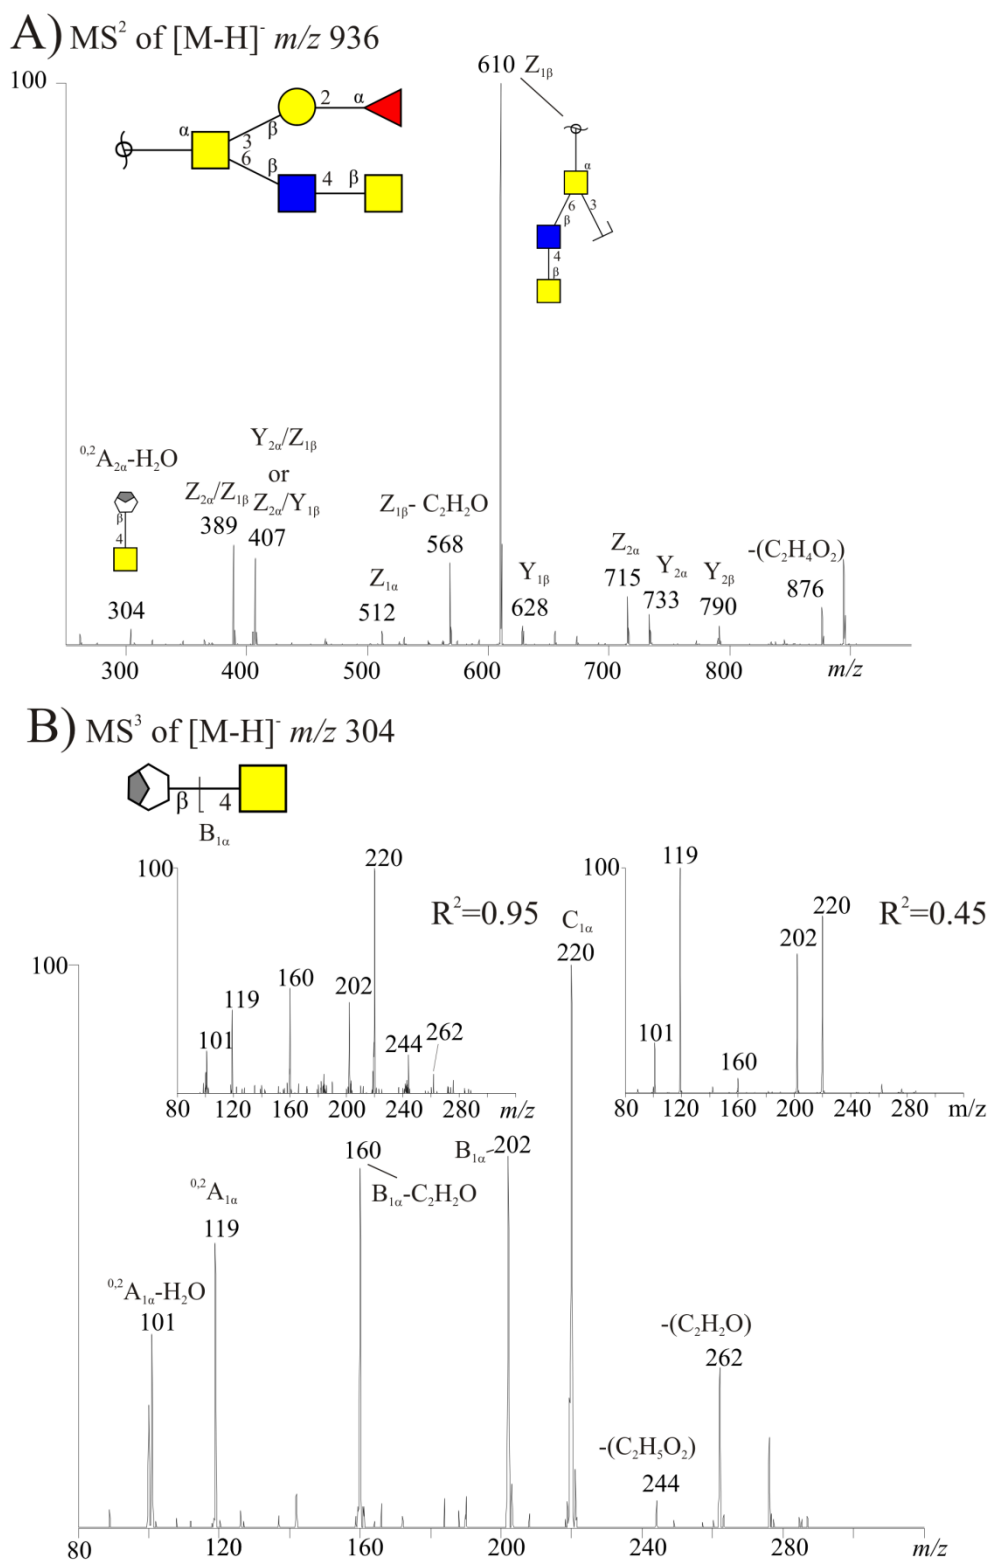 A) MS² of [M-H]⁻ m/z 936
100
610 Z₁β
α 3 β 2 α
6 β 4 β
α
6 3
β
4
β
⁰,²A₂α-H₂O
β
4
304
Z₂α/Z₁β
389
Y₂α/Z₁β
or
Z₂α/Y₁β
407
Z₁α
512
Z₁β- C₂H₂O
568
Y₁β
628
Z₂α
715
Y₂α
733
Y₂β
790
-(C₂H₄O₂)
876
300 400 500 600 700 800 m/z
B) MS³ of [M-H]⁻ m/z 304
β 4
B₁α
100
220
R²=0.95
101 119 160 202 244 262
80 120 160 200 240 280 m/z
100
119
R²=0.45
101 160 202 220
80 120 160 200 240 280 m/z
100
C₁α
220
160
B₁α-C₂H₂O
B₁α 202
⁰,²A₁α
119
⁰,²A₁α-H₂O
101
-(C₂H₂O)
262
-(C₂H₅O₂)
244
80 120 160 200 240 280 m/z